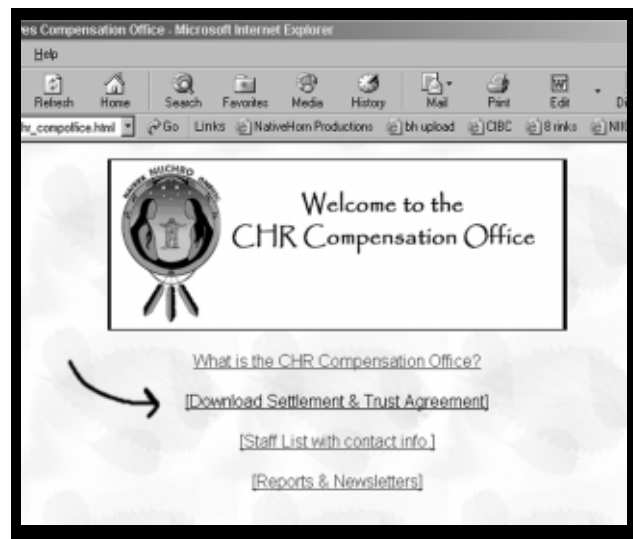 es Compensation Office - Microsoft Internet Explorer
Help
Refresh Home Search Favorites Media History Mail Print Edit
hr_compoffice.html Go Links NativeHorn Productions bh upload CIBC 8 rinks
NIICHRO
Welcome to the
CHR Compensation Office
What is the CHR Compensation Office?
[Download Settlement & Trust Agreement]
[Staff List with contact info.]
[Reports & Newsletters]